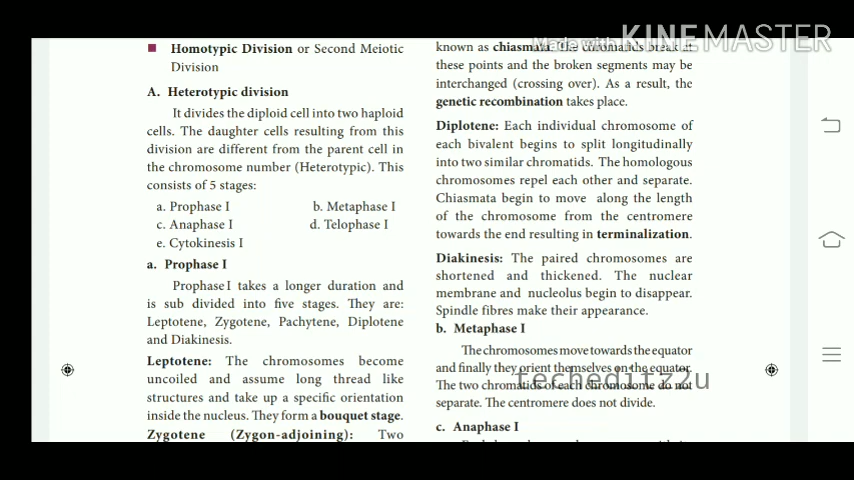 Made with KINEMASTER
Homotypic Division or Second Meiotic
Division
A. Heterotypic division
It divides the diploid cell into two haploid
cells. The daughter cells resulting from this
division are different from the parent cell in
the chromosome number (Heterotypic). This
consists of 5 stages:
a. Prophase I b. Metaphase I
c. Anaphase I d. Telophase I
e. Cytokinesis I
a. Prophase I
Prophase I takes a longer duration and
is sub divided into five stages. They are:
Leptotene, Zygotene, Pachytene, Diplotene
and Diakinesis.
Leptotene: The chromosomes become
uncoiled and assume long thread like
structures and take up a specific orientation
inside the nucleus. They form a bouquet stage.
Zygotene (Zygon-adjoining): Two
known as chiasmata. The chromatids break at
these points and the broken segments may be
interchanged (crossing over). As a result, the
genetic recombination takes place.
Diplotene: Each individual chromosome of
each bivalent begins to split longitudinally
into two similar chromatids. The homologous
chromosomes repel each other and separate.
Chiasmata begin to move along the length
of the chromosome from the centromere
towards the end resulting in terminalization.
Diakinesis: The paired chromosomes are
shortened and thickened. The nuclear
membrane and nucleolus begin to disappear.
Spindle fibres make their appearance.
b. Metaphase I
The chromosomes move towards the equator
and finally they orient themselves on the equator.
The two chromatids of each chromosome do not
separate. The centromere does not divide.
c. Anaphase I
techeditz2u